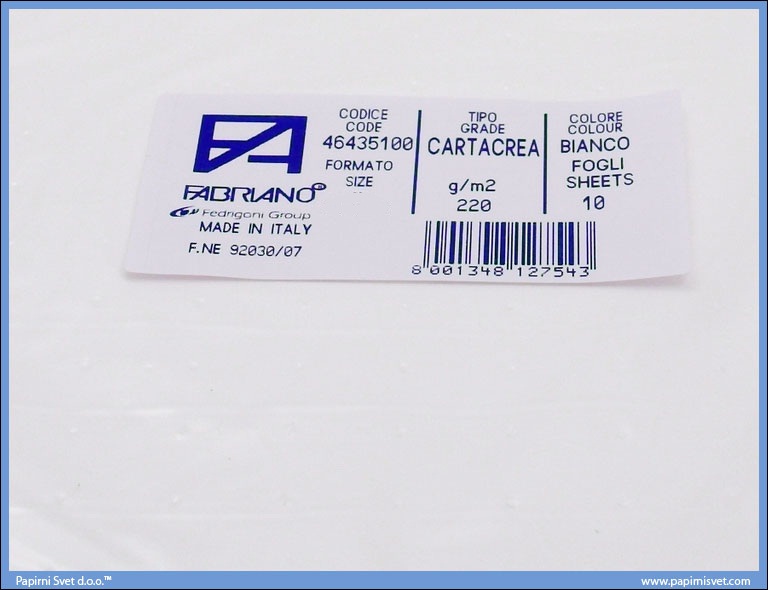 FABRIANO®
Fedrigoni Group
MADE IN ITALY
F.NE 92030/07
CODICE
CODE
46435100
FORMATO
SIZE
TIPO
GRADE
CARTACREA
g/m2
220
COLORE
COLOUR
BIANCO
FOGLI
SHEETS
10
8 001348 127543
Papirni Svet d.o.o.™
www.papirnisvet.com